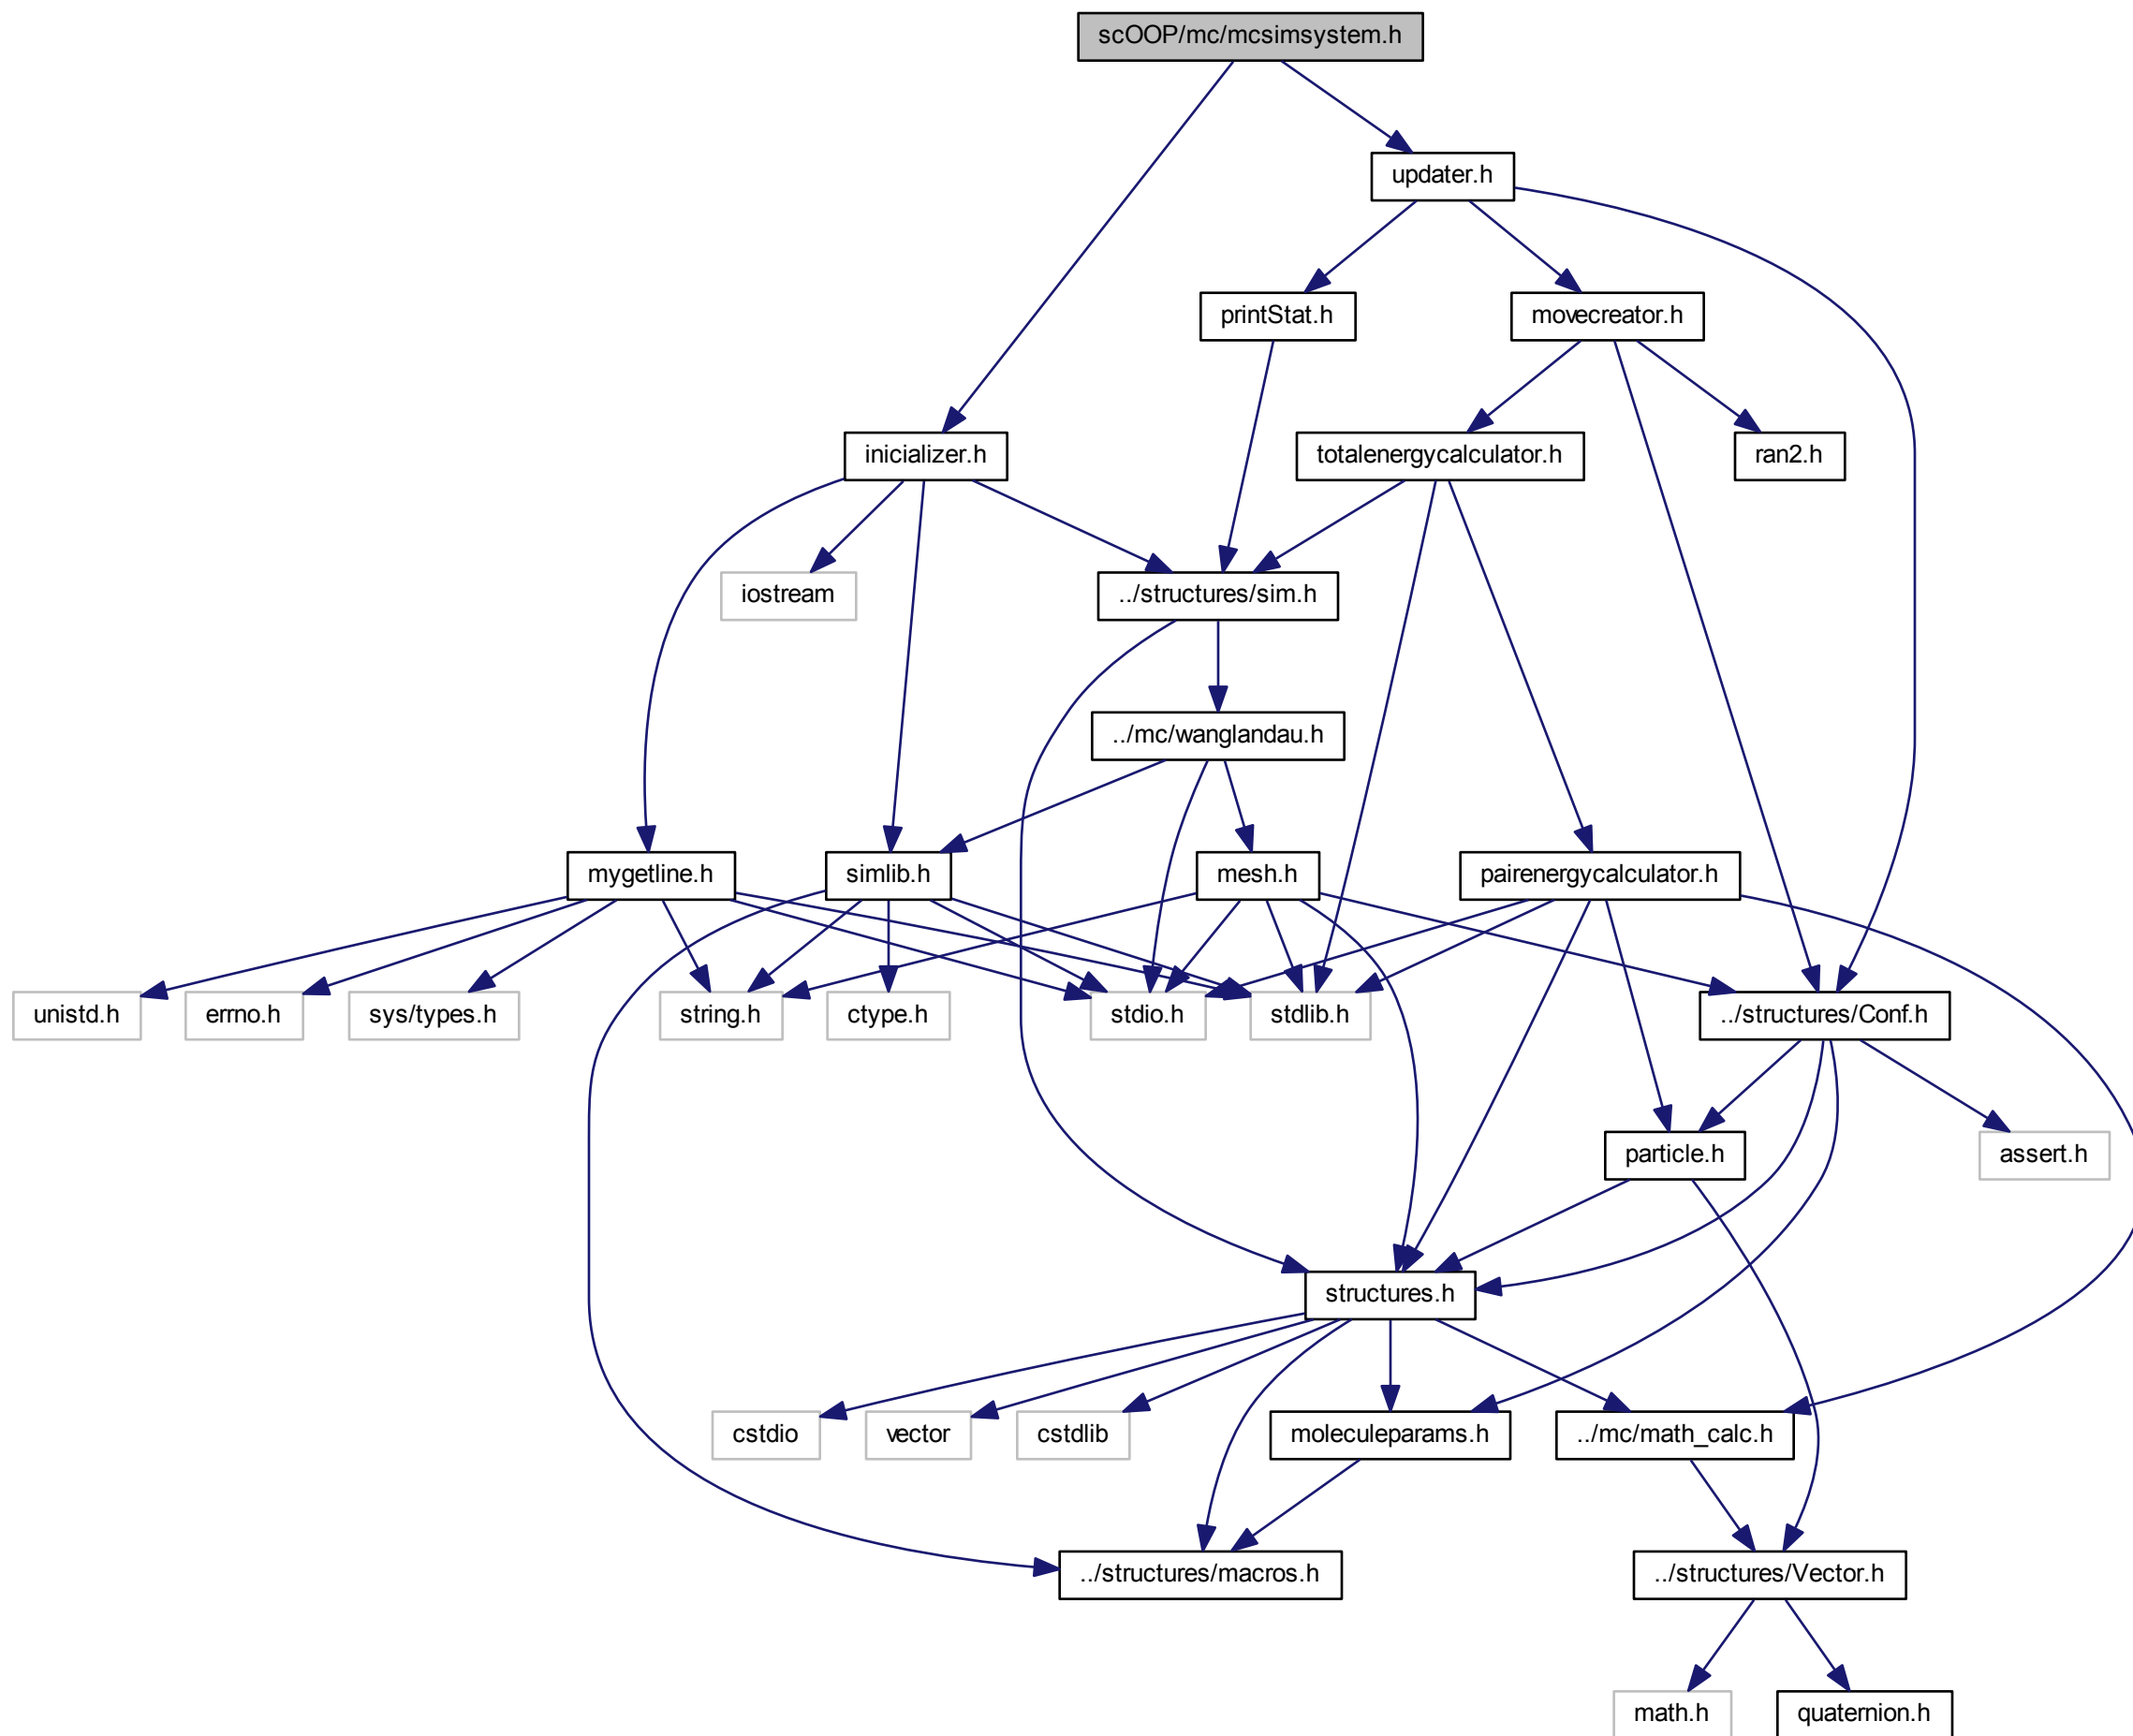 scOOP/mc/mcsimsystem.h
updater.h
printStat.h
movecreator.h
inicializer.h
totalenergycalculator.h
ran2.h
iostream
../structures/sim.h
../mc/wanglandau.h
mygetline.h
simlib.h
mesh.h
pairenergycalculator.h
unistd.h
errno.h
sys/types.h
string.h
ctype.h
stdio.h
stdlib.h
../structures/Conf.h
particle.h
assert.h
structures.h
cstdio
vector
cstdlib
moleculeparams.h
../mc/math_calc.h
../structures/macros.h
../structures/Vector.h
math.h
quaternion.h